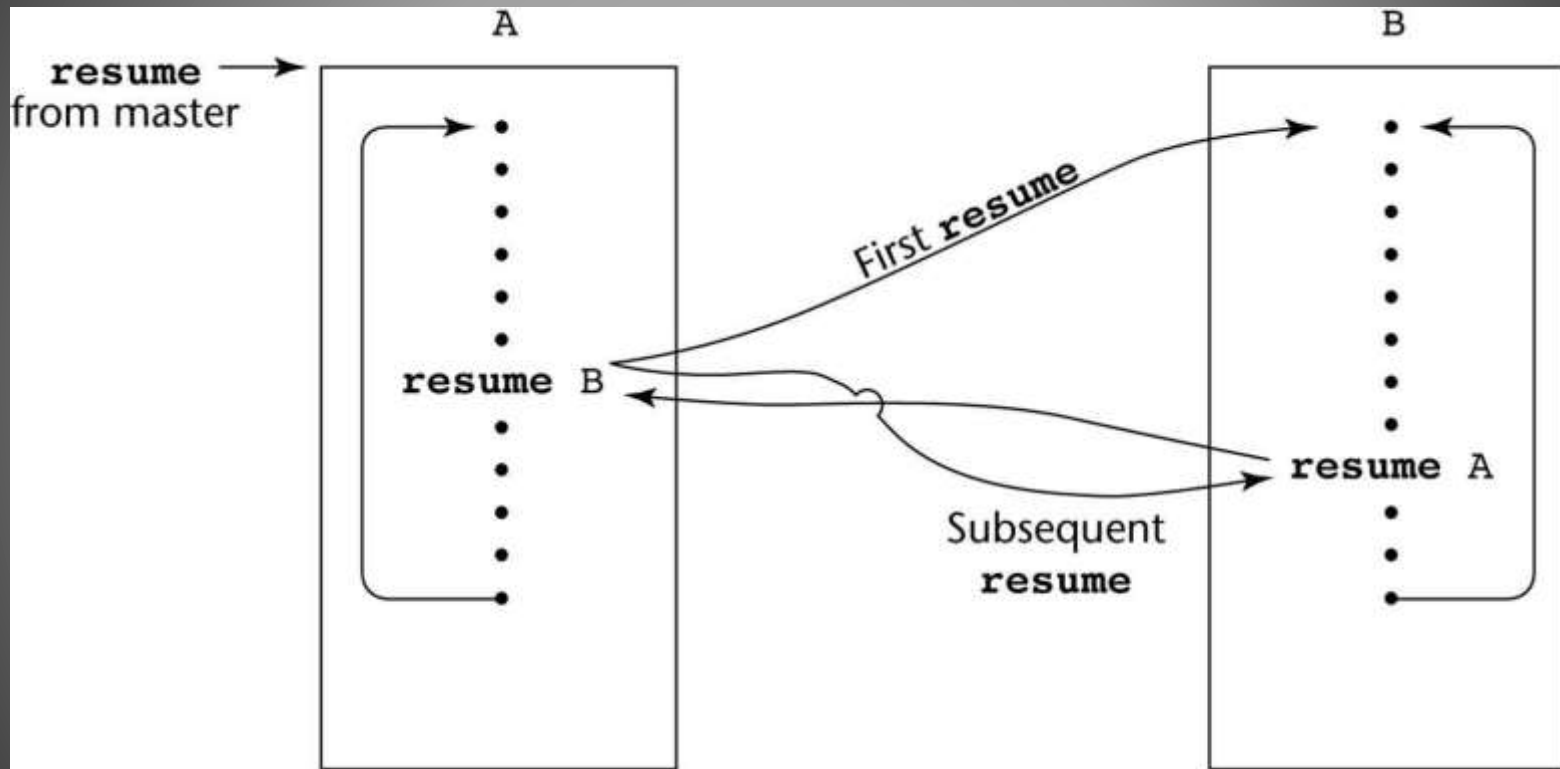 A
B
resume
from master
First resume
resume B
resume A
Subsequent
resume